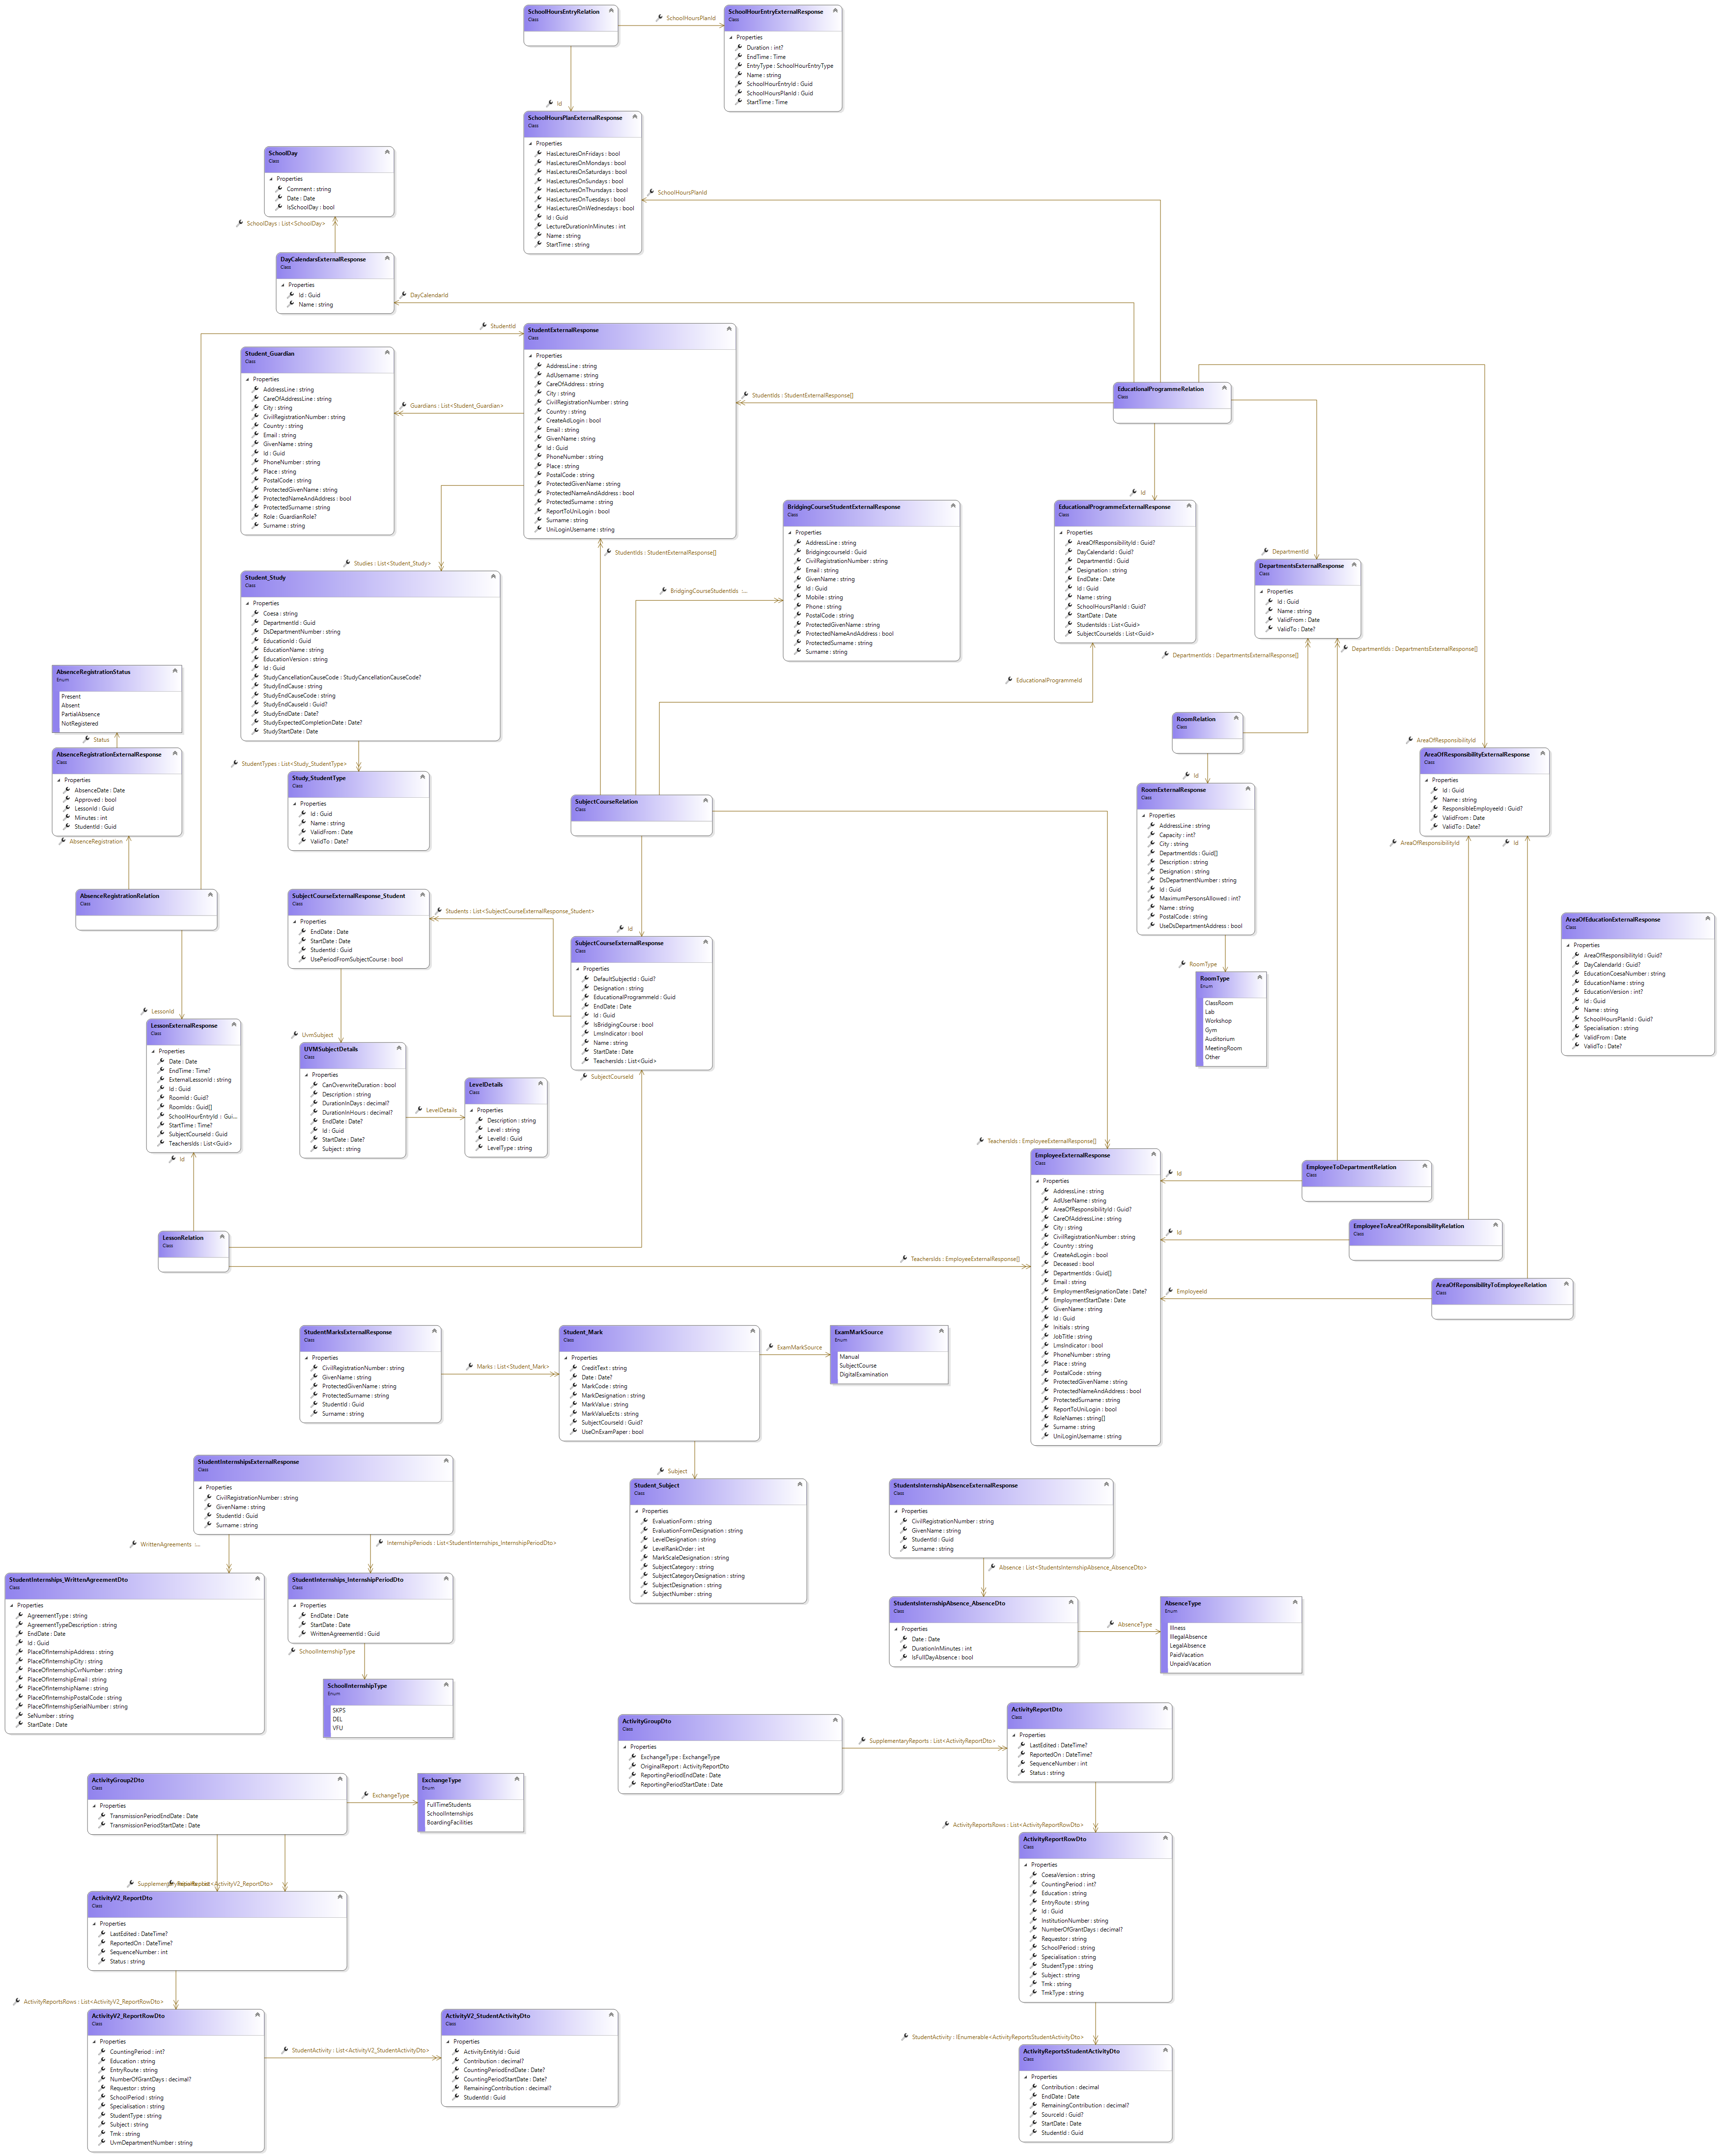 SchoolHoursEntryRelation
Class
SchoolHoursPlanId
SchoolHourEntryExternalResponse
Class
Properties
Duration : int?
EndTime : Time
EntryType : SchoolHourEntryType
Name : string
SchoolHourEntryId : Guid
SchoolHoursPlanId : Guid
StartTime : Time
Id
SchoolHoursPlanExternalResponse
Class
Properties
HasLecturesOnFridays : bool
HasLecturesOnMondays : bool
HasLecturesOnSaturdays : bool
HasLecturesOnSundays : bool
HasLecturesOnThursdays : bool
HasLecturesOnTuesdays : bool
HasLecturesOnWednesdays : bool
Id : Guid
LectureDurationInMinutes : int
Name : string
StartTime : string
SchoolHoursPlanId
SchoolDay
Class
Properties
Comment : string
Date : Date
IsSchoolDay : bool
SchoolDays : List<SchoolDay>
DayCalendarsExternalResponse
Class
Properties
Id : Guid
Name : string
DayCalendarId
StudentId
StudentExternalResponse
Class
Properties
AddressLine : string
AdUsername : string
CareOfAddress : string
City : string
CivilRegistrationNumber : string
Country : string
CreateAdLogin : bool
Email : string
GivenName : string
Id : Guid
PhoneNumber : string
Place : string
PostalCode : string
ProtectedGivenName : string
ProtectedNameAndAddress : bool
ProtectedSurname : string
ReportToUniLogin : bool
Surname : string
UniLoginUsername : string
Student_Guardian
Class
Properties
AddressLine : string
CareOfAddressLine : string
City : string
CivilRegistrationNumber : string
Country : string
Email : string
GivenName : string
Id : Guid
PhoneNumber : string
Place : string
PostalCode : string
ProtectedGivenName : string
ProtectedNameAndAddress : bool
ProtectedSurname : string
Role : GuardianRole?
Surname : string
Guardians : List<Student_Guardian>
StudentIds : StudentExternalResponse[]
EducationalProgrammeRelation
Class
Id
EducationalProgrammeExternalResponse
Class
Properties
AreaOfResponsibilityId : Guid?
DayCalendarId : Guid?
DepartmentId : Guid
Designation : string
EndDate : Date
Id : Guid
Name : string
SchoolHoursPlanId : Guid?
StartDate : Date
StudentsIds : List<Guid>
SubjectCourseIds : List<Guid>
BridgingCourseStudentExternalResponse
Class
Properties
AddressLine : string
BridgingcourseId : Guid
CivilRegistrationNumber : string
Email : string
GivenName : string
Id : Guid
Mobile : string
Phone : string
PostalCode : string
ProtectedGivenName : string
ProtectedNameAndAddress : bool
ProtectedSurname : string
Surname : string
StudentIds : StudentExternalResponse[]
BridgingCourseStudentIds :...
EducationalProgrammeId
DepartmentId
DepartmentsExternalResponse
Class
Properties
Id : Guid
Name : string
ValidFrom : Date
ValidTo : Date?
DepartmentIds : DepartmentsExternalResponse[]
DepartmentIds : DepartmentsExternalResponse[]
Studies : List<Student_Study>
Student_Study
Class
Properties
Coesa : string
DepartmentId : Guid
DsDepartmentNumber : string
EducationId : Guid
EducationName : string
EducationVersion : string
Id : Guid
StudyCancellationCauseCode : StudyCancellationCauseCode?
StudyEndCause : string
StudyEndCauseCode : string
StudyEndCauseId : Guid?
StudyEndDate : Date?
StudyExpectedCompletionDate : Date?
StudyStartDate : Date
StudentTypes : List<Study_StudentType>
Study_StudentType
Class
Properties
Id : Guid
Name : string
ValidFrom : Date
ValidTo : Date?
AbsenceRegistrationStatus
Enum
Present
Absent
PartialAbsence
NotRegistered
Status
AbsenceRegistrationExternalResponse
Class
Properties
AbsenceDate : Date
Approved : bool
LessonId : Guid
Minutes : int
StudentId : Guid
AbsenceRegistration
AbsenceRegistrationRelation
Class
RoomRelation
Class
Id
RoomExternalResponse
Class
Properties
AddressLine : string
Capacity : int?
City : string
DepartmentIds : Guid[]
Description : string
Designation : string
DsDepartmentNumber : string
Id : Guid
MaximumPersonsAllowed : int?
Name : string
PostalCode : string
UseDsDepartmentAddress : bool
RoomType
RoomType
Enum
ClassRoom
Lab
Workshop
Gym
Auditorium
MeetingRoom
Other
AreaOfResponsibilityId
AreaOfResponsibilityExternalResponse
Class
Properties
Id : Guid
Name : string
ResponsibleEmployeeId : Guid?
ValidFrom : Date
ValidTo : Date?
AreaOfResponsibilityId
Id
AreaOfEducationExternalResponse
Class
Properties
AreaOfResponsibilityId : Guid?
DayCalendarId : Guid?
EducationCoesaNumber : string
EducationName : string
EducationVersion : int?
Id : Guid
Name : string
SchoolHoursPlanId : Guid?
Specialisation : string
ValidFrom : Date
ValidTo : Date?
SubjectCourseRelation
Class
SubjectCourseExternalResponse_Student
Class
Properties
EndDate : Date
StartDate : Date
StudentId : Guid
UsePeriodFromSubjectCourse : bool
Students : List<SubjectCourseExternalResponse_Student>
Id
SubjectCourseExternalResponse
Class
Properties
DefaultSubjectId : Guid?
Designation : string
EducationalProgrammeId : Guid
EndDate : Date
Id : Guid
IsBridgingCourse : bool
LmsIndicator : bool
Name : string
StartDate : Date
TeachersIds : List<Guid>
SubjectCourseId
LessonId
LessonExternalResponse
Class
Properties
Date : Date
EndTime : Time?
ExternalLessonId : string
Id : Guid
RoomId : Guid?
RoomIds : Guid[]
SchoolHourEntryId : Gui...
StartTime : Time?
SubjectCourseId : Guid
TeachersIds : List<Guid>
Id
UvmSubject
UVMSubjectDetails
Class
Properties
CanOverwriteDuration : bool
Description : string
DurationInDays : decimal?
DurationInHours : decimal?
EndDate : Date?
Id : Guid
StartDate : Date?
Subject : string
LevelDetails
LevelDetails
Class
Properties
Description : string
Level : string
LevelId : Guid
LevelType : string
LessonRelation
Class
TeachersIds : EmployeeExternalResponse[]
TeachersIds : EmployeeExternalResponse[]
EmployeeExternalResponse
Class
Properties
AddressLine : string
AdUserName : string
AreaOfResponsibilityId : Guid?
CareOfAddressLine : string
City : string
CivilRegistrationNumber : string
Country : string
CreateAdLogin : bool
Deceased : bool
DepartmentIds : Guid[]
Email : string
EmploymentResignationDate : Date?
EmploymentStartDate : Date
GivenName : string
Id : Guid
Initials : string
JobTitle : string
LmsIndicator : bool
PhoneNumber : string
Place : string
PostalCode : string
ProtectedGivenName : string
ProtectedNameAndAddress : bool
ProtectedSurname : string
ReportToUniLogin : bool
RoleNames : string[]
Surname : string
UniLoginUsername : string
Id
EmployeeToDepartmentRelation
Class
Id
EmployeeToAreaOfReponsibilityRelation
Class
EmployeeId
AreaOfReponsibilityToEmployeeRelation
Class
StudentMarksExternalResponse
Class
Properties
CivilRegistrationNumber : string
GivenName : string
ProtectedGivenName : string
ProtectedSurname : string
StudentId : Guid
Surname : string
Marks : List<Student_Mark>
Student_Mark
Class
Properties
CreditText : string
Date : Date?
MarkCode : string
MarkDesignation : string
MarkValue : string
MarkValueEcts : string
SubjectCourseId : Guid?
UseOnExamPaper : bool
ExamMarkSource
ExamMarkSource
Enum
Manual
SubjectCourse
DigitalExamination
Subject
Student_Subject
Class
Properties
EvaluationForm : string
EvaluationFormDesignation : string
LevelDesignation : string
LevelRankOrder : int
MarkScaleDesignation : string
SubjectCategory : string
SubjectCategoryDesignation : string
SubjectDesignation : string
SubjectNumber : string
StudentInternshipsExternalResponse
Class
Properties
CivilRegistrationNumber : string
GivenName : string
StudentId : Guid
Surname : string
WrittenAgreements :...
InternshipPeriods : List<StudentInternships_InternshipPeriodDto>
StudentInternships_WrittenAgreementDto
Class
Properties
AgreementType : string
AgreementTypeDescription : string
EndDate : Date
Id : Guid
PlaceOfInternshipAddress : string
PlaceOfInternshipCity : string
PlaceOfInternshipCvrNumber : string
PlaceOfInternshipEmail : string
PlaceOfInternshipName : string
PlaceOfInternshipPostalCode : string
PlaceOfInternshipSerialNumber : string
SeNumber : string
StartDate : Date
StudentInternships_InternshipPeriodDto
Class
Properties
EndDate : Date
StartDate : Date
WrittenAgreementId : Guid
SchoolInternshipType
SchoolInternshipType
Enum
SKPS
DEL
VFU
StudentsInternshipAbsenceExternalResponse
Class
Properties
CivilRegistrationNumber : string
GivenName : string
StudentId : Guid
Surname : string
Absence : List<StudentsInternshipAbsence_AbsenceDto>
StudentsInternshipAbsence_AbsenceDto
Class
Properties
Date : Date
DurationInMinutes : int
IsFullDayAbsence : bool
AbsenceType
AbsenceType
Enum
Illness
IllegalAbsence
LegalAbsence
PaidVacation
UnpaidVacation
ActivityGroupDto
Class
Properties
ExchangeType : ExchangeType
OriginalReport : ActivityReportDto
ReportingPeriodEndDate : Date
ReportingPeriodStartDate : Date
SupplementaryReports : List<ActivityReportDto>
ActivityReportDto
Class
Properties
LastEdited : DateTime?
ReportedOn : DateTime?
SequenceNumber : int
Status : string
ActivityReportsRows : List<ActivityReportRowDto>
ActivityReportRowDto
Class
Properties
CoesaVersion : string
CountingPeriod : int?
Education : string
EntryRoute : string
Id : Guid
InstitutionNumber : string
NumberOfGrantDays : decimal?
Requestor : string
SchoolPeriod : string
Specialisation : string
StudentType : string
Subject : string
Tmk : string
TmkType : string
StudentActivity : IEnumerable<ActivityReportsStudentActivityDto>
ActivityReportsStudentActivityDto
Class
Properties
Contribution : decimal
EndDate : Date
RemainingContribution : decimal?
SourceId : Guid?
StartDate : Date
StudentId : Guid
ActivityGroup2Dto
Class
Properties
TransmissionPeriodEndDate : Date
TransmissionPeriodStartDate : Date
ExchangeType
ExchangeType
Enum
FullTimeStudents
SchoolInternships
BoardingFacilities
ActivityV2_ReportDto>
ActivityV2_ReportDto
Class
Properties
LastEdited : DateTime?
ReportedOn : DateTime?
SequenceNumber : int
Status : string
ActivityReportsRows : List<ActivityV2_ReportRowDto>
ActivityV2_ReportRowDto
Class
Properties
CountingPeriod : int?
Education : string
EntryRoute : string
NumberOfGrantDays : decimal?
Requestor : string
SchoolPeriod : string
Specialisation : string
StudentType : string
Subject : string
Tmk : string
UvmDepartmentNumber : string
StudentActivity : List<ActivityV2_StudentActivityDto>
ActivityV2_StudentActivityDto
Class
Properties
ActivityEntityId : Guid
Contribution : decimal?
CountingPeriodEndDate : Date?
CountingPeriodStartDate : Date?
RemainingContribution : decimal?
StudentId : Guid